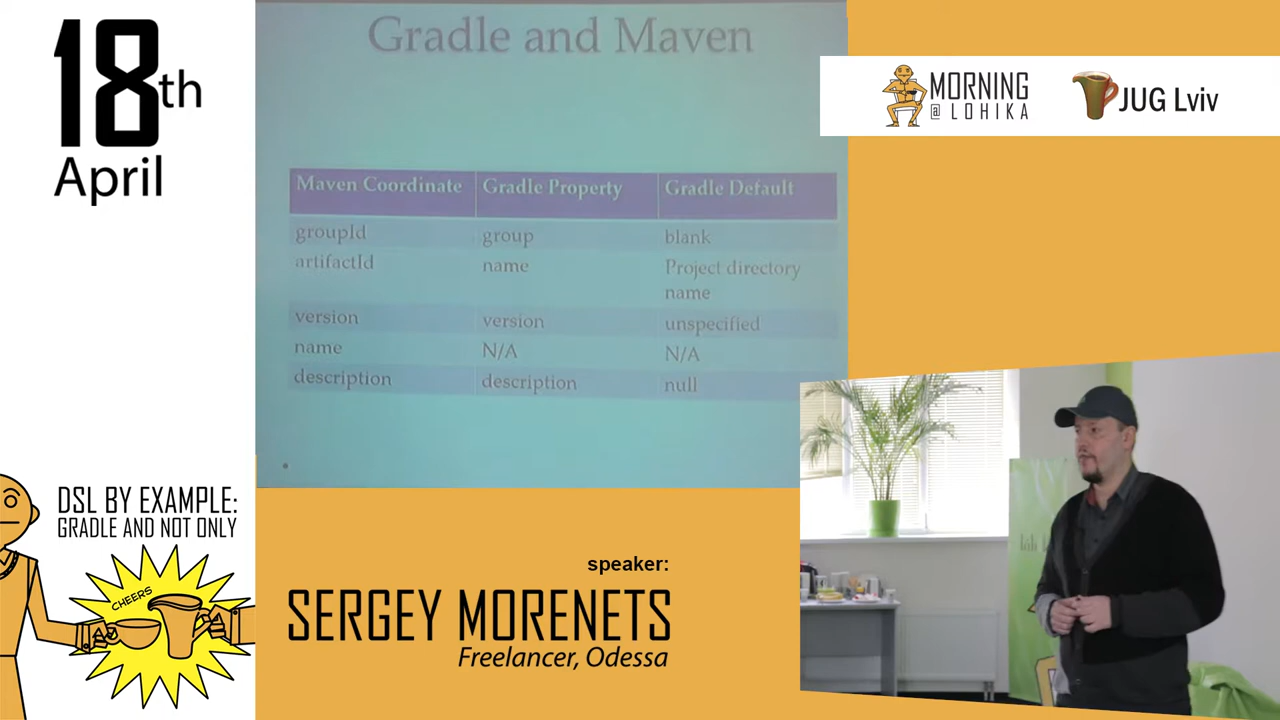 18th
April
Gradle and Maven
Maven Coordinate Gradle Property Gradle Default
groupId group blank
artifactId name Project directory
name
version version unspecified
name N/A N/A
description description null
MORNING
@ LOHIKA
JUG Lviv
DSL BY EXAMPLE:
GRADLE AND NOT ONLY
CHEERS
speaker:
SERGEY MORENETS
Freelancer, Odessa